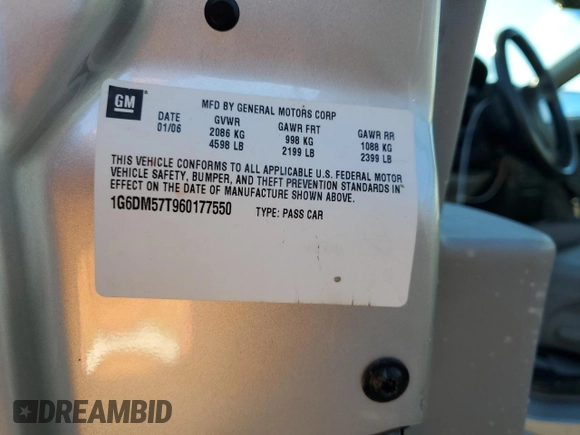 GM
MFD BY GENERAL MOTORS CORP
DATE GVWR GAWR FRT GAWR RR
01/06 2086 KG 998 KG 1088 KG
4598 LB 2199 LB 2399 LB
THIS VEHICLE CONFORMS TO ALL APPLICABLE U.S. FEDERAL MOTOR
VEHICLE SAFETY, BUMPER, AND THEFT PREVENTION STANDARDS IN
EFFECT ON THE DATE OF MANUFACTURE SHOWN ABOVE.
1G6DM57T960177550 TYPE: PASS CAR
DREAMBID